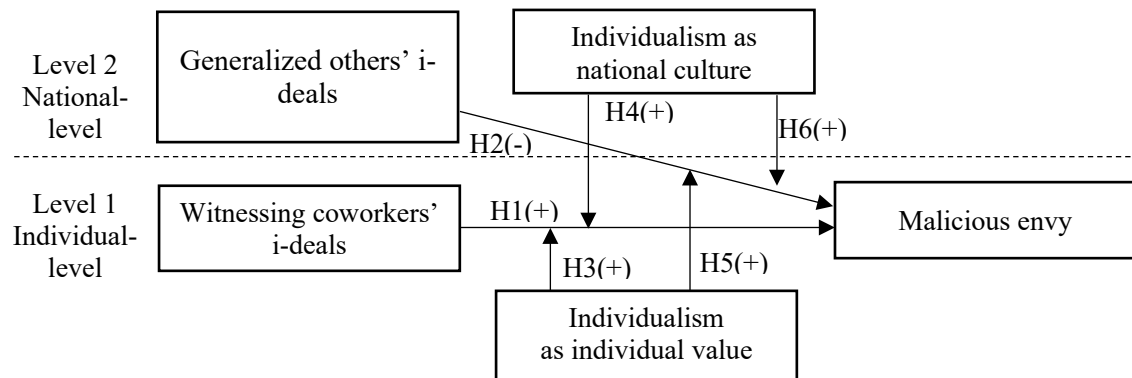 Level 2
National-
level
Generalized others’ i-
deals
Individualism as
national culture
H4(+)
H6(+)
H2(-)
Level 1
Individual-
level
Witnessing coworkers’
i-deals
H1(+)
Malicious envy
H3(+)
H5(+)
Individualism
as individual value